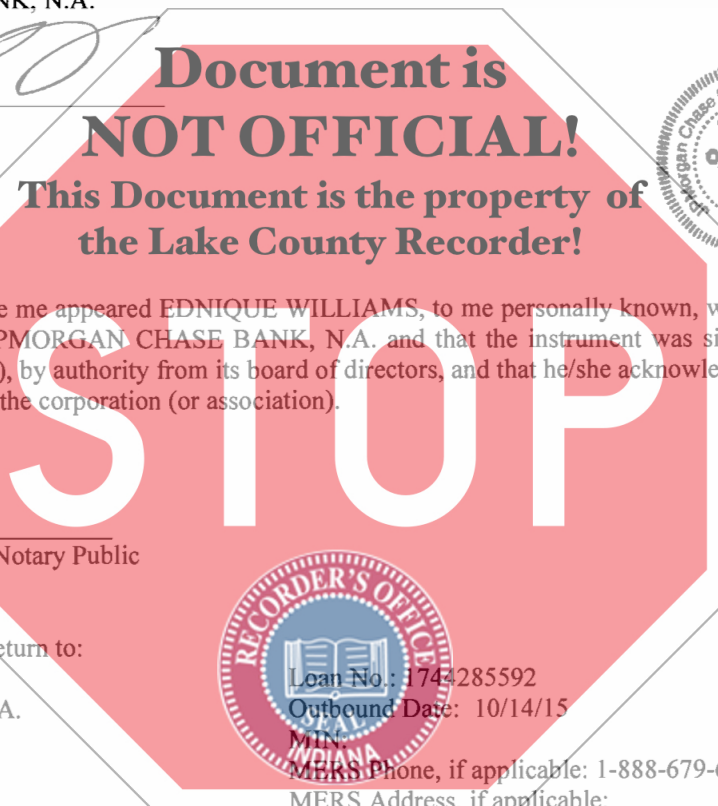 NK, N.A.
Document is
NOT OFFICIAL!
This Document is the property of
the Lake County Recorder!
JPMorgan Chase
e me appeared EDNIQUE WILLIAMS, to me personally known, w
PMORGAN CHASE BANK, N.A. and that the instrument was si
), by authority from its board of directors, and that he/she acknowle
the corporation (or association).
STOP
Notary Public
RECORDER'S OFFICE
SEAL
INDIANA
eturn to:
Loan No.: 1744285592
A.
Outbound Date: 10/14/15
MIN:
MERS Phone, if applicable: 1-888-679-6
MERS Address, if applicable: